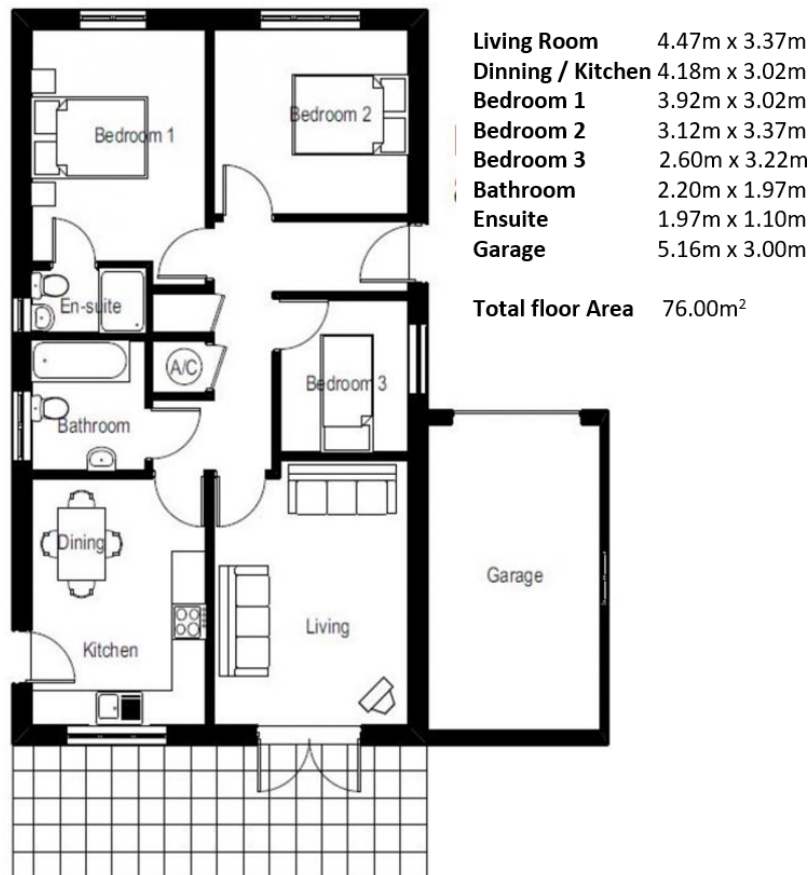 Living Room 4.47m x 3.37m
Dinning / Kitchen 4.18m x 3.02m
Bedroom 1 3.92m x 3.02m
Bedroom 2 3.12m x 3.37m
Bedroom 3 2.60m x 3.22m
Bathroom 2.20m x 1.97m
Ensuite 1.97m x 1.10m
Garage 5.16m x 3.00m
Total floor Area 76.00m²
Bedroom 1
Bedroom 2
En-suite
A/C
Bedroom 3
Bathroom
Dining
Kitchen
Living
Garage